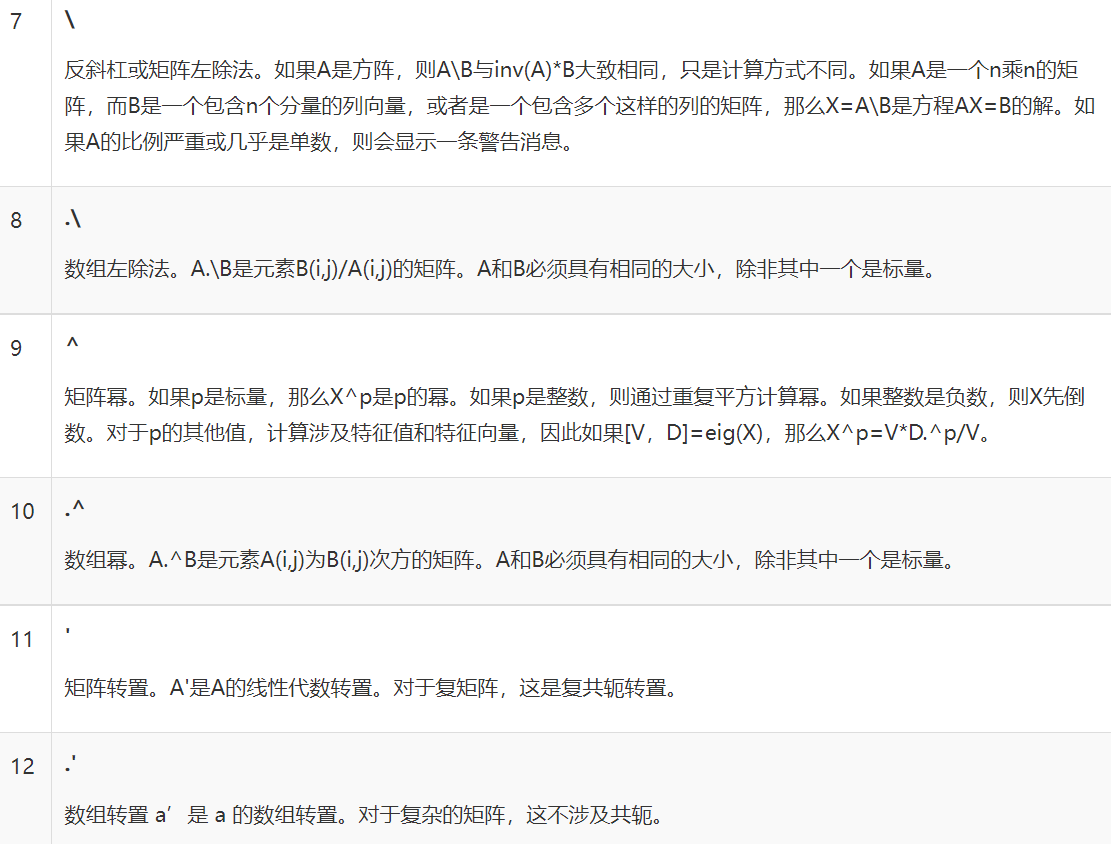 7
\
反斜杠或矩阵左除法。如果A是方阵，则A\B与inv(A)*B大致相同，只是计算方式不同。如果A是一个n乘n的矩
阵，而B是一个包含n个分量的列向量，或者是一个包含多个这样的列的矩阵，那么X=A\B是方程AX=B的解。如
果A的比例严重或几乎是单数，则会显示一条警告消息。
8
.\
数组左除法。A.\B是元素B(i,j)/A(i,j)的矩阵。A和B必须具有相同的大小，除非其中一个是标量。
9
^
矩阵幂。如果p是标量，那么X^p是p的幂。如果p是整数，则通过重复平方计算幂。如果整数是负数，则X先倒
数。对于p的其他值，计算涉及特征值和特征向量，因此如果[V，D]=eig(X)，那么X^p=V*D.^p/V。
10
.^
数组幂。A.^B是元素A(i,j)为B(i,j)次方的矩阵。A和B必须具有相同的大小，除非其中一个是标量。
11
'
矩阵转置。A'是A的线性代数转置。对于复矩阵，这是复共轭转置。
12
.'
数组转置 a′ 是 a 的数组转置。对于复杂的矩阵，这不涉及共轭。